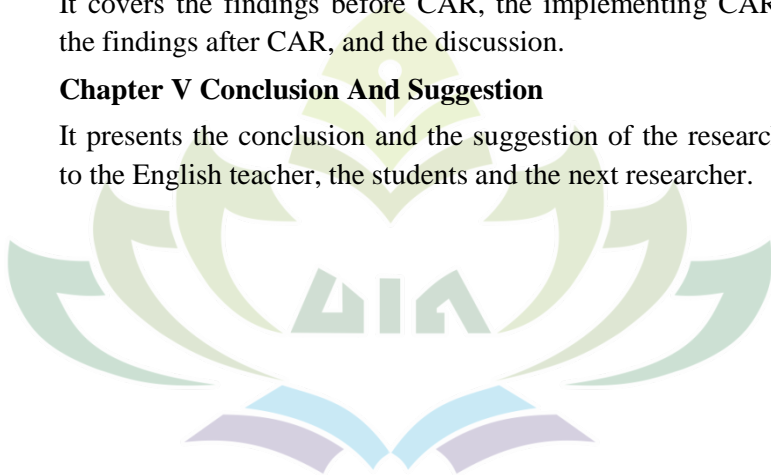 It covers the findings before CAR, the implementing CAR
the findings after CAR, and the discussion.
Chapter V Conclusion And Suggestion
It presents the conclusion and the suggestion of the researc
to the English teacher, the students and the next researcher.
UIN